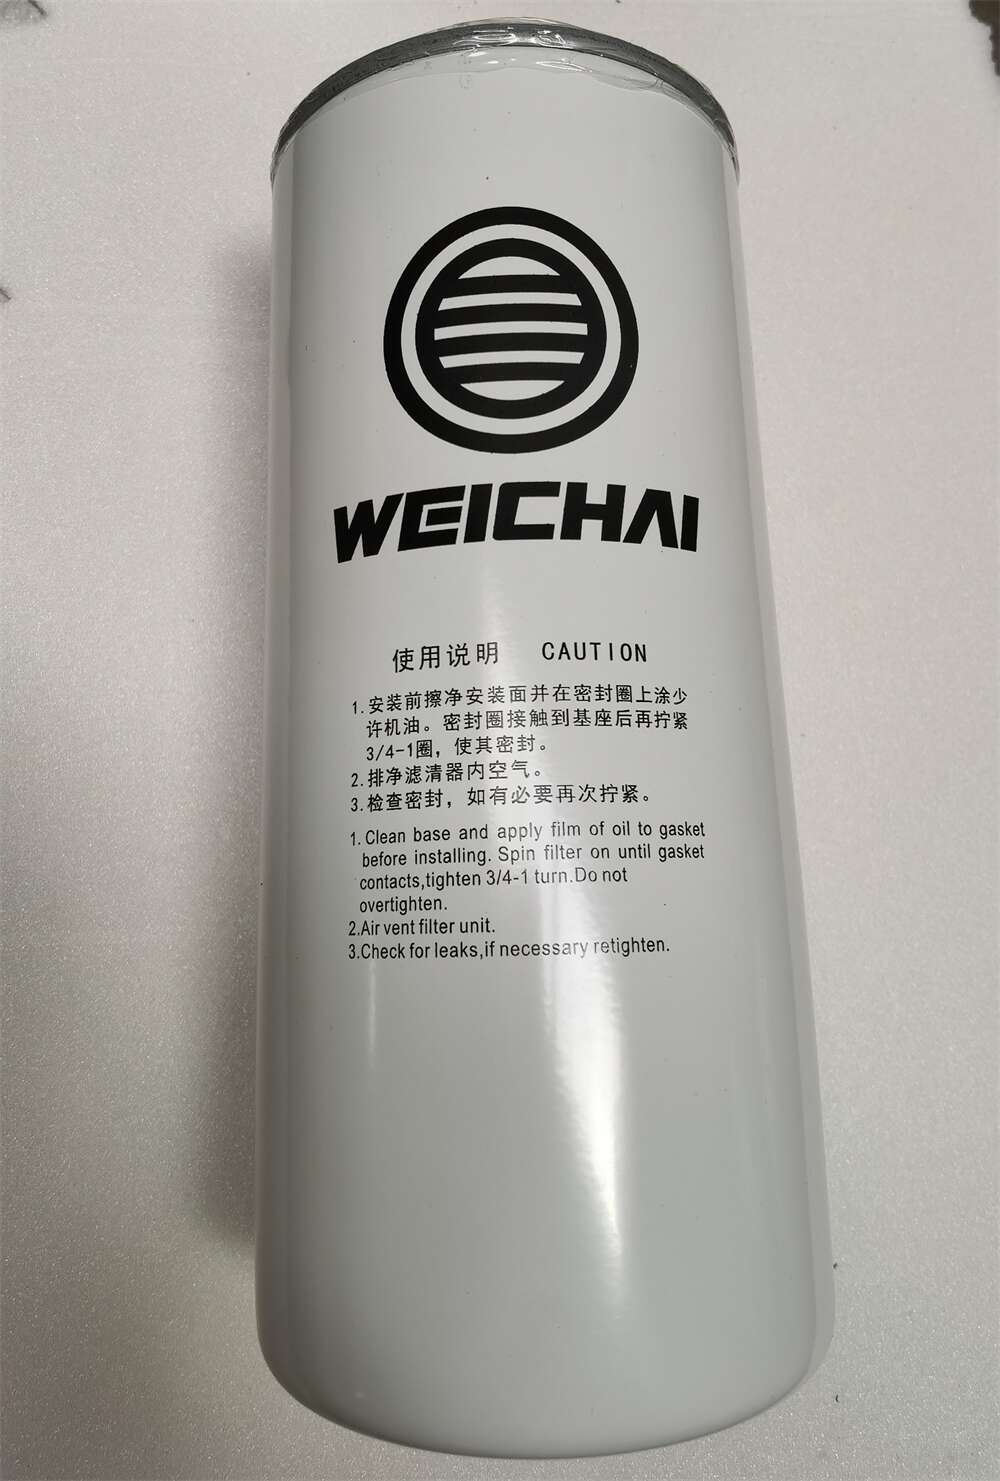 WEICHAI
使用说明 CAUTION
1.安装前擦净安装面并在密封圈上涂少
许机油。密封圈接触到基座后再拧紧
3/4-1圈，使其密封。
2.排净滤清器内空气。
3.检查密封，如有必要再次拧紧。
1.Clean base and apply film of oil to gasket
before installing. Spin filter on until gasket
contacts,tighten 3/4-1 turn.Do not
overtighten.
2.Air vent filter unit.
3.Check for leaks,if necessary retighten.